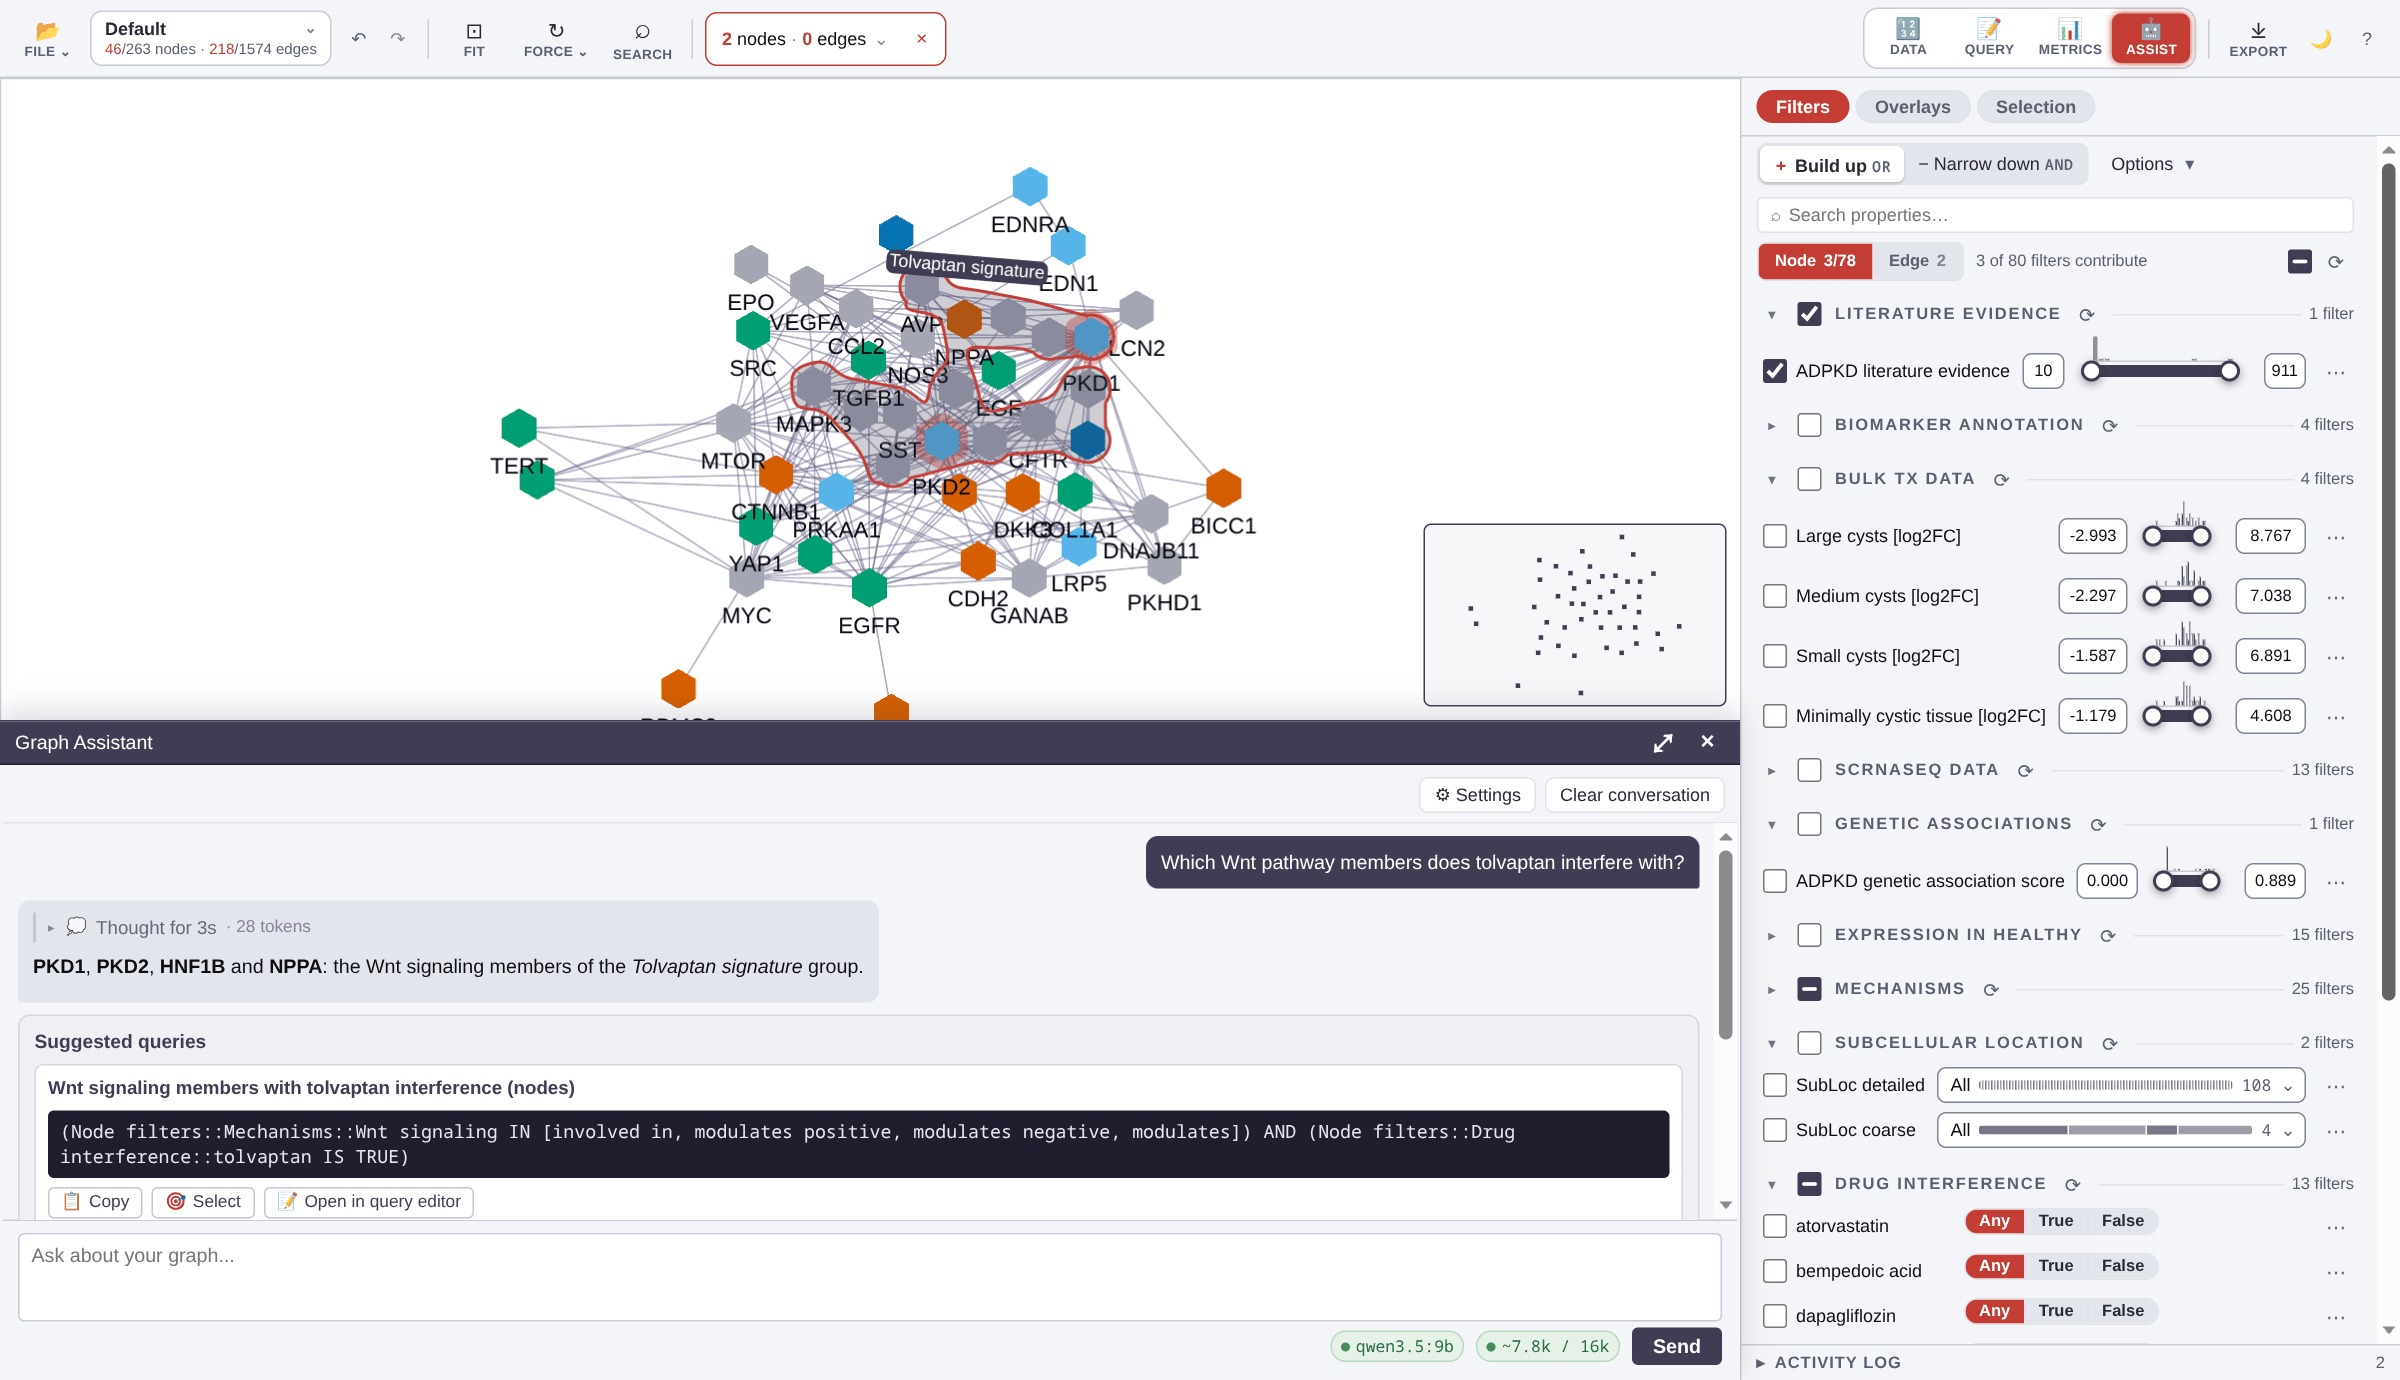 FILE
Default
46/263 nodes · 218/1574 edges
FIT
FORCE
SEARCH
2 nodes · 0 edges
DATA
QUERY
METRICS
ASSIST
EXPORT
?
EDNRA
Tolvaptan signature
EDN1
EPO
VEGFA
AVP
CCL2
NPPA
LCN2
SRC
NOS3
PKD1
TGFB1
EGF
MAPK3
SST
CFTR
MTOR
TERT
PKD2
CTNNB1
PRKAA1
DKK3
COL1A1
BICC1
DNAJB11
YAP1
LRP5
CDH2
PKHD1
MYC
GANAB
EGFR
Graph Assistant
Settings
Clear conversation
Which Wnt pathway members does tolvaptan interfere with?
Thought for 3s · 28 tokens
PKD1, PKD2, HNF1B and NPPA: the Wnt signaling members of the Tolvaptan signature group.
Suggested queries
Wnt signaling members with tolvaptan interference (nodes)
(Node filters::Mechanisms::Wnt signaling IN [involved in, modulates positive, modulates negative, modulates]) AND (Node filters::Drug
interference::tolvaptan IS TRUE)
Copy
Select
Open in query editor
Ask about your graph...
qwen3.5:9b
~7.8k / 16k
Send
Filters
Overlays
Selection
+ Build up OR
− Narrow down AND
Options
Search properties…
Node 3/78
Edge 2
3 of 80 filters contribute
LITERATURE EVIDENCE
1 filter
ADPKD literature evidence
10
911
BIOMARKER ANNOTATION
4 filters
BULK TX DATA
4 filters
Large cysts [log2FC]
-2.993
8.767
Medium cysts [log2FC]
-2.297
7.038
Small cysts [log2FC]
-1.587
6.891
Minimally cystic tissue [log2FC]
-1.179
4.608
SCRNASEQ DATA
13 filters
GENETIC ASSOCIATIONS
1 filter
ADPKD genetic association score
0.000
0.889
EXPRESSION IN HEALTHY
15 filters
MECHANISMS
25 filters
SUBCELLULAR LOCATION
2 filters
SubLoc detailed
All
108
SubLoc coarse
All
4
DRUG INTERFERENCE
13 filters
atorvastatin
Any True False
bempedoic acid
Any True False
dapagliflozin
Any True False
ACTIVITY LOG
2